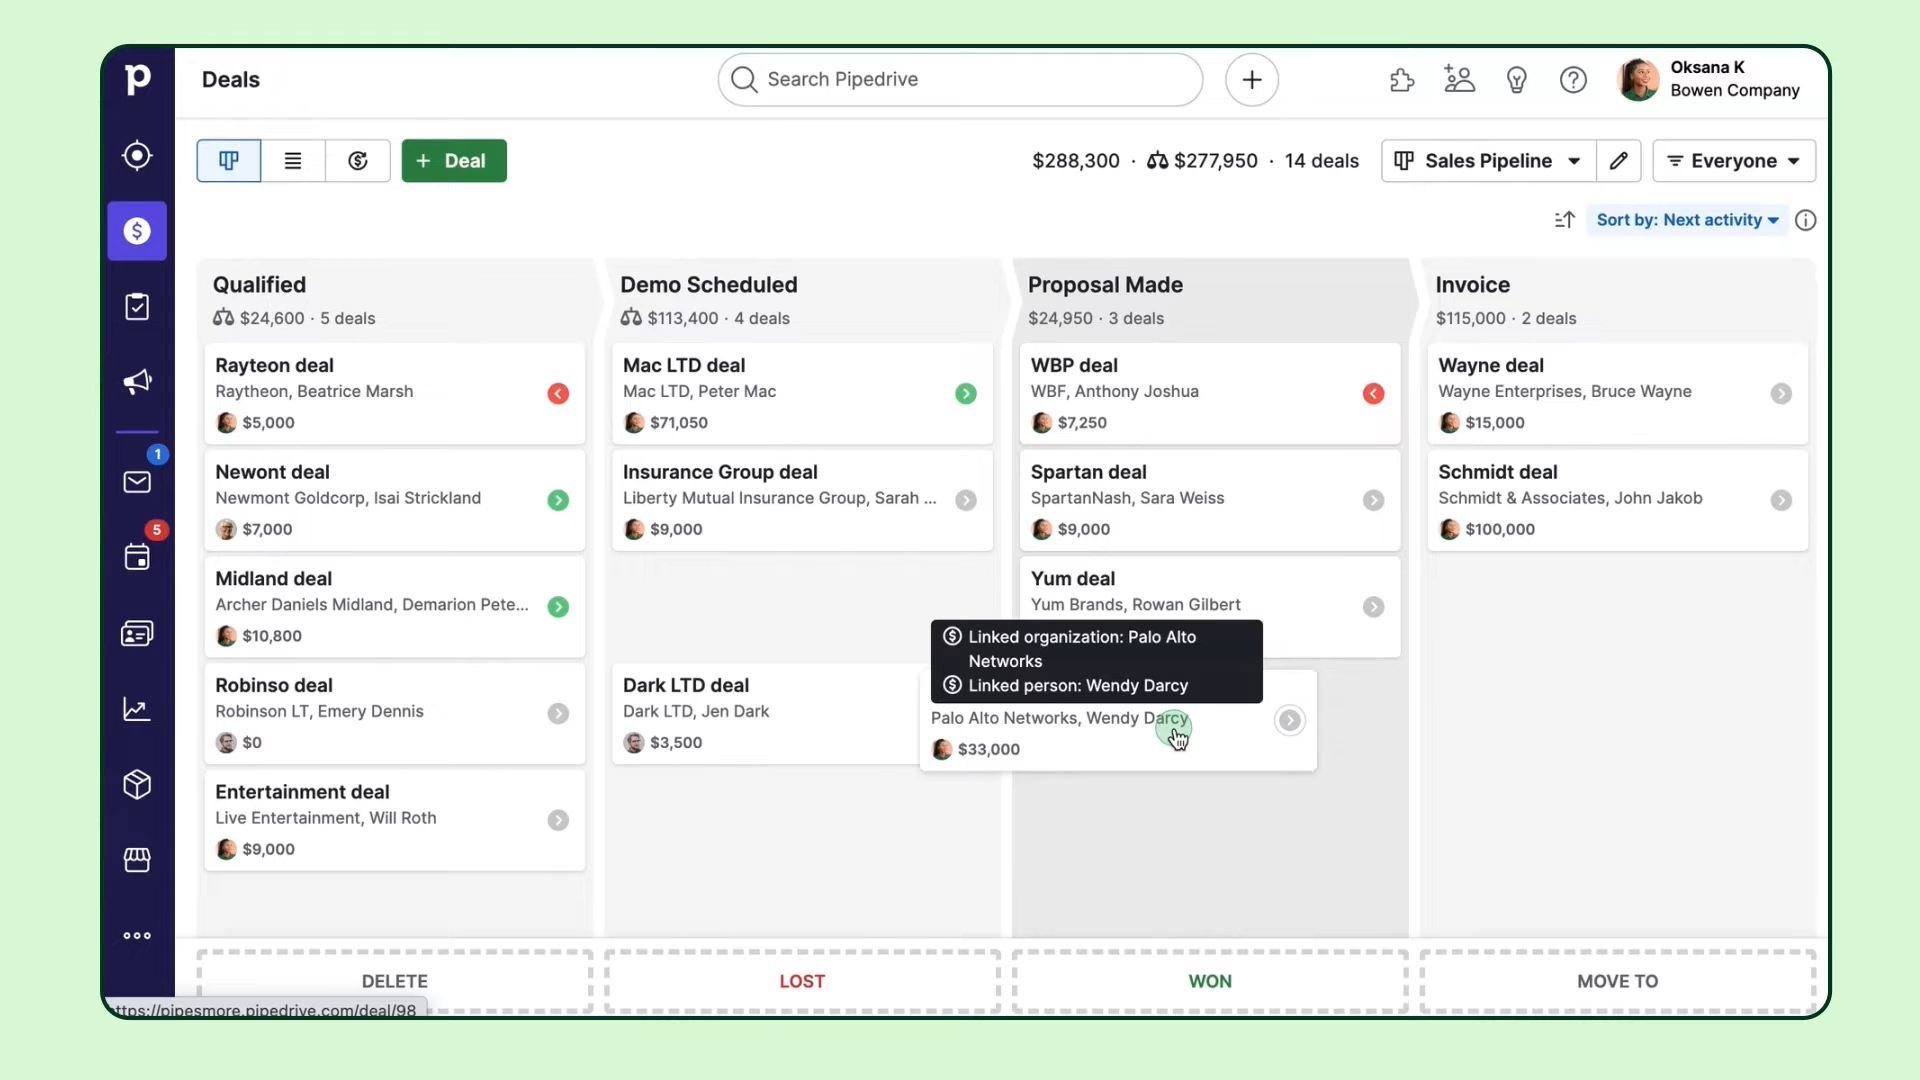 p
Deals
Search Pipedrive
Oksana K
Bowen Company
+ Deal
$288,300 · $277,950 · 14 deals
Sales Pipeline
Everyone
Sort by: Next activity
Qualified
$24,600 · 5 deals
Rayteon deal
Raytheon, Beatrice Marsh
$5,000
Newont deal
Newmont Goldcorp, Isai Strickland
$7,000
Midland deal
Archer Daniels Midland, Demarion Pete...
$10,800
Robinso deal
Robinson LT, Emery Dennis
$0
Entertainment deal
Live Entertainment, Will Roth
$9,000
Demo Scheduled
$113,400 · 4 deals
Mac LTD deal
Mac LTD, Peter Mac
$71,050
Insurance Group deal
Liberty Mutual Insurance Group, Sarah ...
$9,000
Dark LTD deal
Dark LTD, Jen Dark
$3,500
Proposal Made
$24,950 · 3 deals
WBP deal
WBF, Anthony Joshua
$7,250
Spartan deal
SpartanNash, Sara Weiss
$9,000
Yum deal
Yum Brands, Rowan Gilbert
Linked organization: Palo Alto
Networks
Linked person: Wendy Darcy
Palo Alto Networks, Wendy Darcy
$33,000
Invoice
$115,000 · 2 deals
Wayne deal
Wayne Enterprises, Bruce Wayne
$15,000
Schmidt deal
Schmidt & Associates, John Jakob
$100,000
1
5
DELETE
LOST
WON
MOVE TO
ttps://pipesmore.pipedrive.com/deal/98